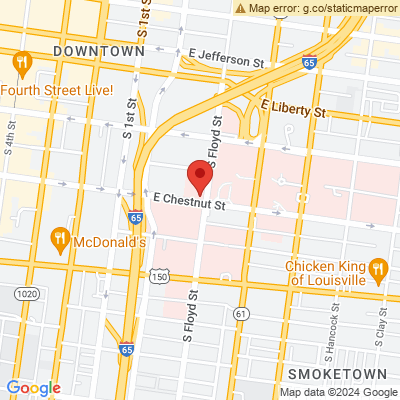 Map error: g.co/staticmaperror
DOWNTOWN
S 1st St
E Jefferson St
65
Fourth Street Live!
E Liberty St
S 4th St
S 1st St
S Floyd St
E Chestnut St
65
McDonald's
150
Chicken King
of Louisville
1020
S Floyd St
61
S Hancock St
S Clay St
65
SMOKETOWN
Google
Map data ©2024 Google